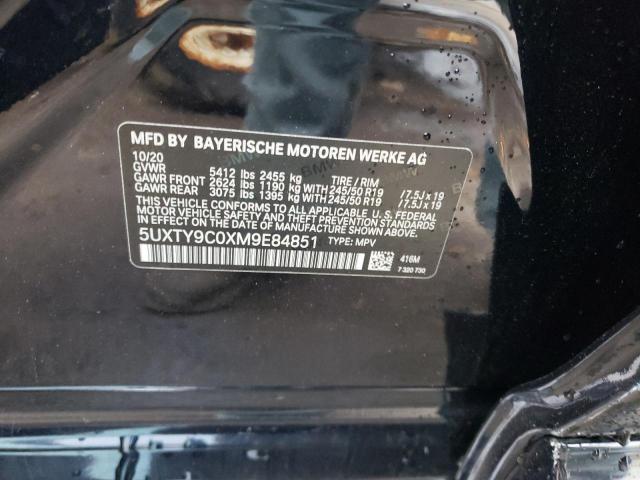 MFD BY BAYERISCHE MOTOREN WERKE AG
10/20
GVWR 5412 lbs 2455 kg TIRE / RIM
GAWR FRONT 2624 lbs 1190 kg WITH 245/50 R19 / 7.5J x 19
GAWR REAR 3075 lbs 1395 kg WITH 245/50 R19 / 7.5J x 19
THIS VEHICLE CONFORMS TO ALL APPLICABLE U.S. FEDERAL
MOTOR VEHICLE SAFETY STANDARDS IN EFFECT ON THE
DATE OF MANUFACTURE SHOWN ABOVE.
5UXTY9C0XM9E84851 TYPE: MPV
416M
7 320 730